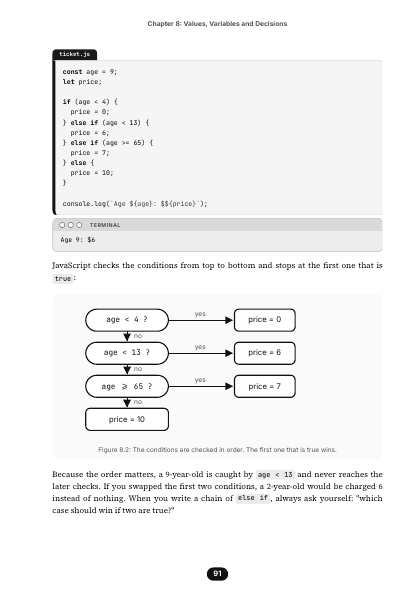 Chapter 8: Values, Variables and Decisions
ticket.js
const age = 9;
let price;
if (age < 4) {
  price = 0;
} else if (age < 13) {
  price = 6;
} else if (age >= 65) {
  price = 7;
} else {
  price = 10;
}
console.log(`Age ${age}: $${price}`);
TERMINAL
Age 9: $6
JavaScript checks the conditions from top to bottom and stops at the first one that is
true:
age < 4 ?
yes
price = 0
no
age < 13 ?
yes
price = 6
no
age ⩾ 65 ?
yes
price = 7
no
price = 10
Figure 8.2: The conditions are checked in order. The first one that is true wins.
Because the order matters, a 9-year-old is caught by age < 13 and never reaches the
later checks. If you swapped the first two conditions, a 2-year-old would be charged 6
instead of nothing. When you write a chain of else if, always ask yourself: "which
case should win if two are true?"
91